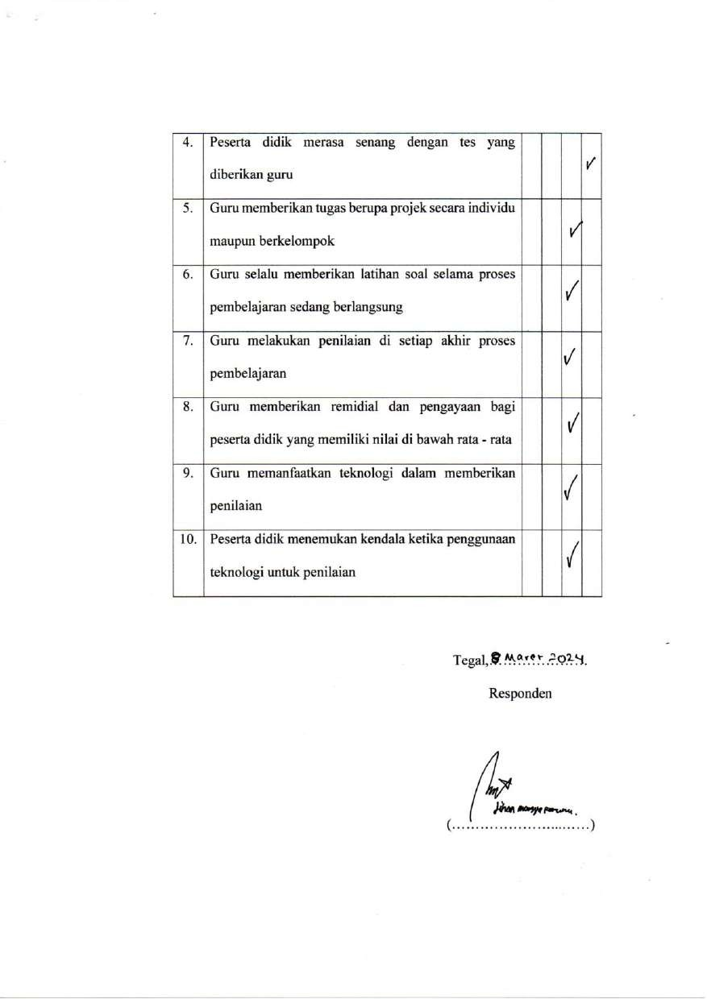 4. Peserta didik merasa senang dengan tes yang
diberikan guru
✓
5. Guru memberikan tugas berupa projek secara individu
maupun berkelompok
✓
6. Guru selalu memberikan latihan soal selama proses
pembelajaran sedang berlangsung
✓
7. Guru melakukan penilaian di setiap akhir proses
pembelajaran
✓
8. Guru memberikan remidial dan pengayaan bagi
peserta didik yang memiliki nilai di bawah rata - rata
✓
9. Guru memanfaatkan teknologi dalam memberikan
penilaian
✓
10. Peserta didik menemukan kendala ketika penggunaan
teknologi untuk penilaian
✓
Tegal, 8 Maret 2024
Responden
(..............................)